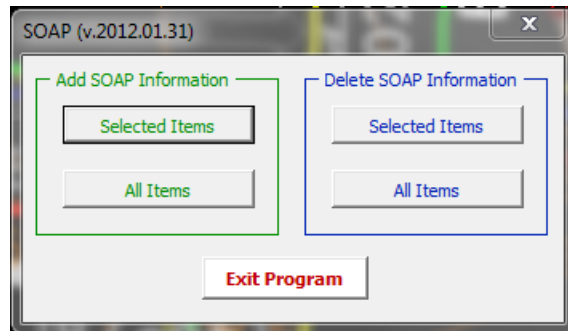 SOAP (v.2012.01.31)
x
Add SOAP Information
Delete SOAP Information
Selected Items
Selected Items
All Items
All Items
Exit Program